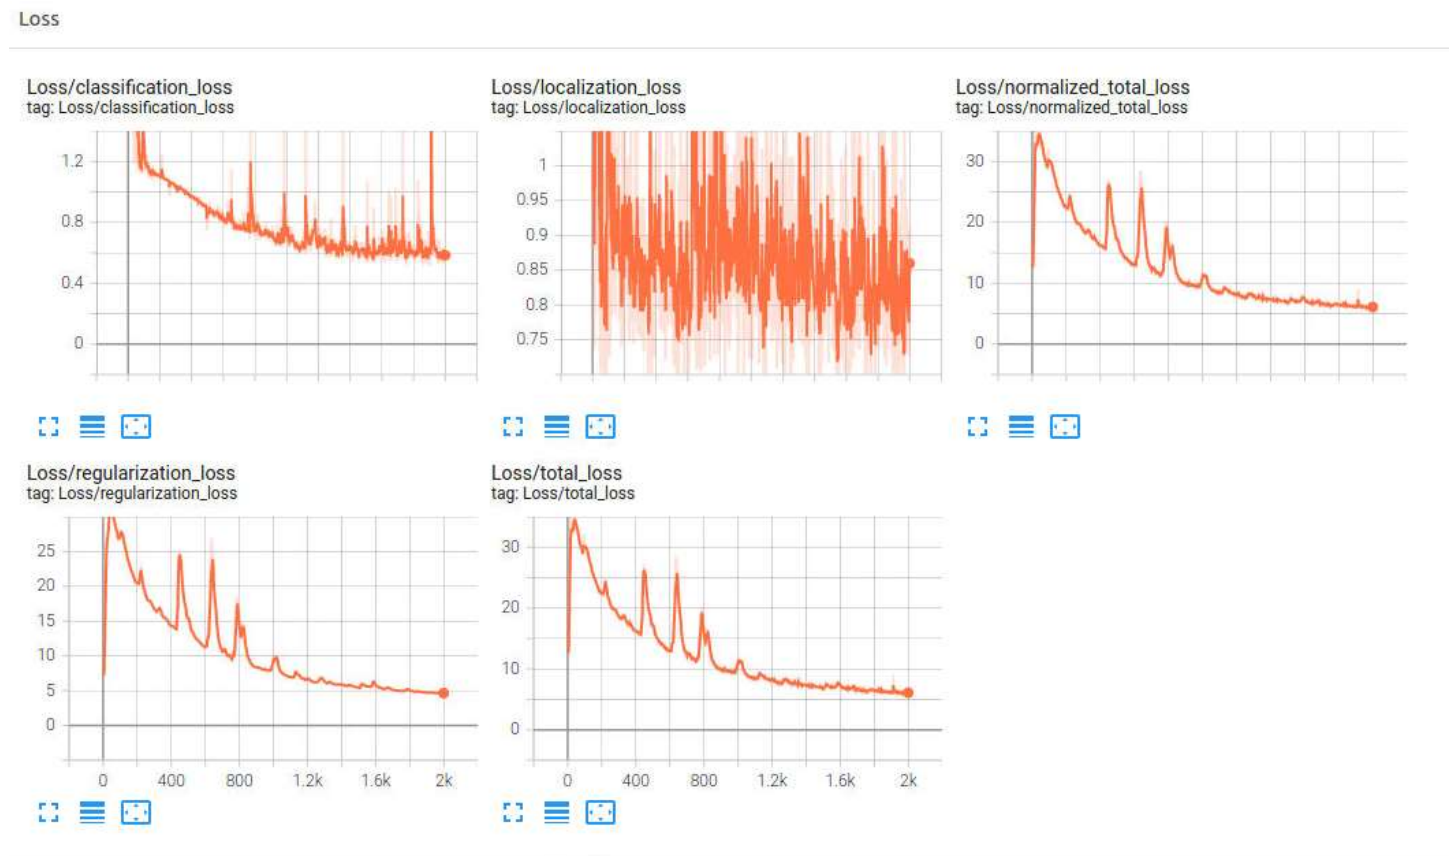 Loss
Loss/classification_loss
tag: Loss/classification_loss
1.2
0.8
0.4
0
Loss/localization_loss
tag: Loss/localization_loss
1
0.95
0.9
0.85
0.8
0.75
Loss/normalized_total_loss
tag: Loss/normalized_total_loss
30
20
10
0
Loss/regularization_loss
tag: Loss/regularization_loss
25
20
15
10
5
0
0 400 800 1.2k 1.6k 2k
Loss/total_loss
tag: Loss/total_loss
30
20
10
0
0 400 800 1.2k 1.6k 2k